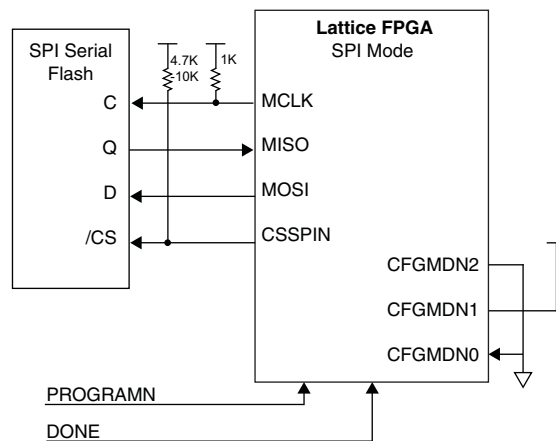 Lattice FPGA
SPI Mode
SPI Serial
Flash
4.7K
-10K
1K
C
MCLK
Q
MISO
D
MOSI
/CS
CSSPIN
CFGMDN2
CFGMDN1
CFGMDN0
PROGRAMN
DONE